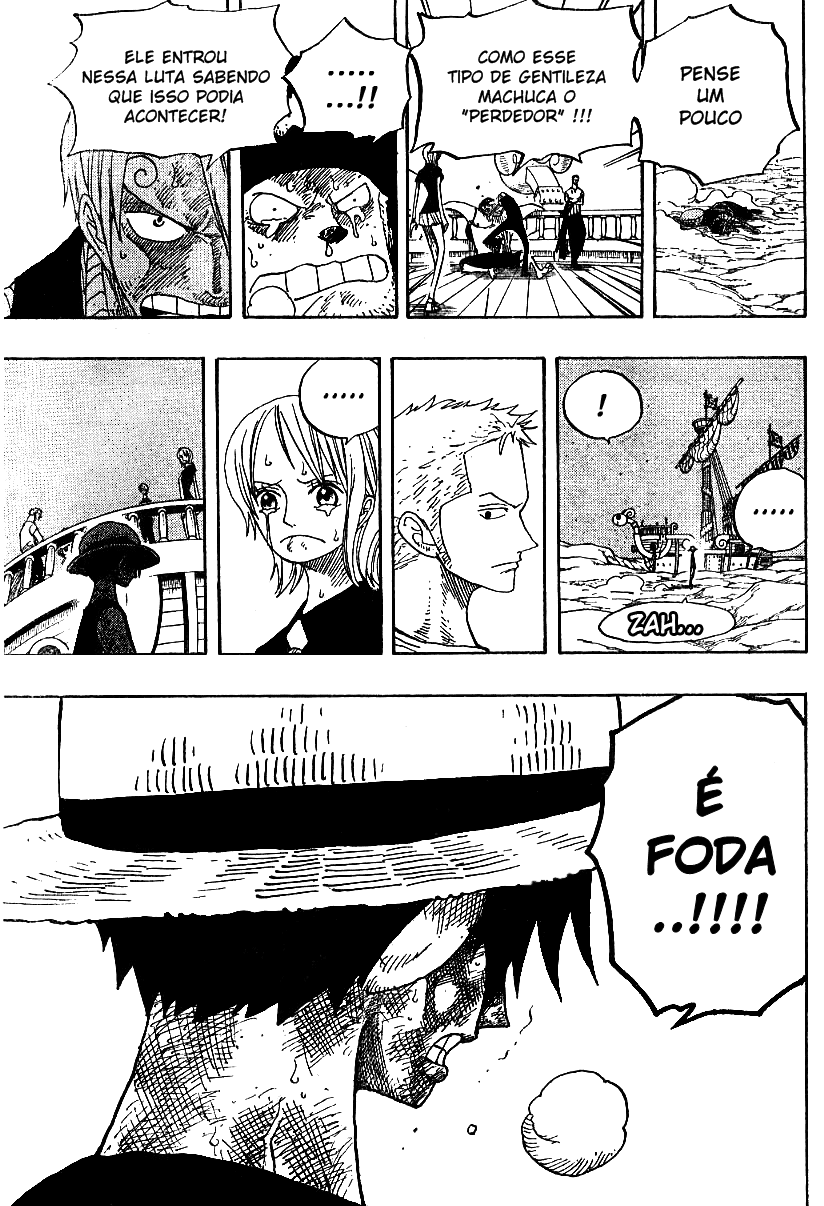 PENSE
UM
POUCO
COMO ESSE
TIPO DE GENTILEZA
MACHUCA O
"PERDEDOR" !!!
.....
...!!
ELE ENTROU
NESSA LUTA SABENDO
QUE ISSO PODIA
ACONTECER!
.....
!
ZAH...
.....
É
FODA
..!!!!